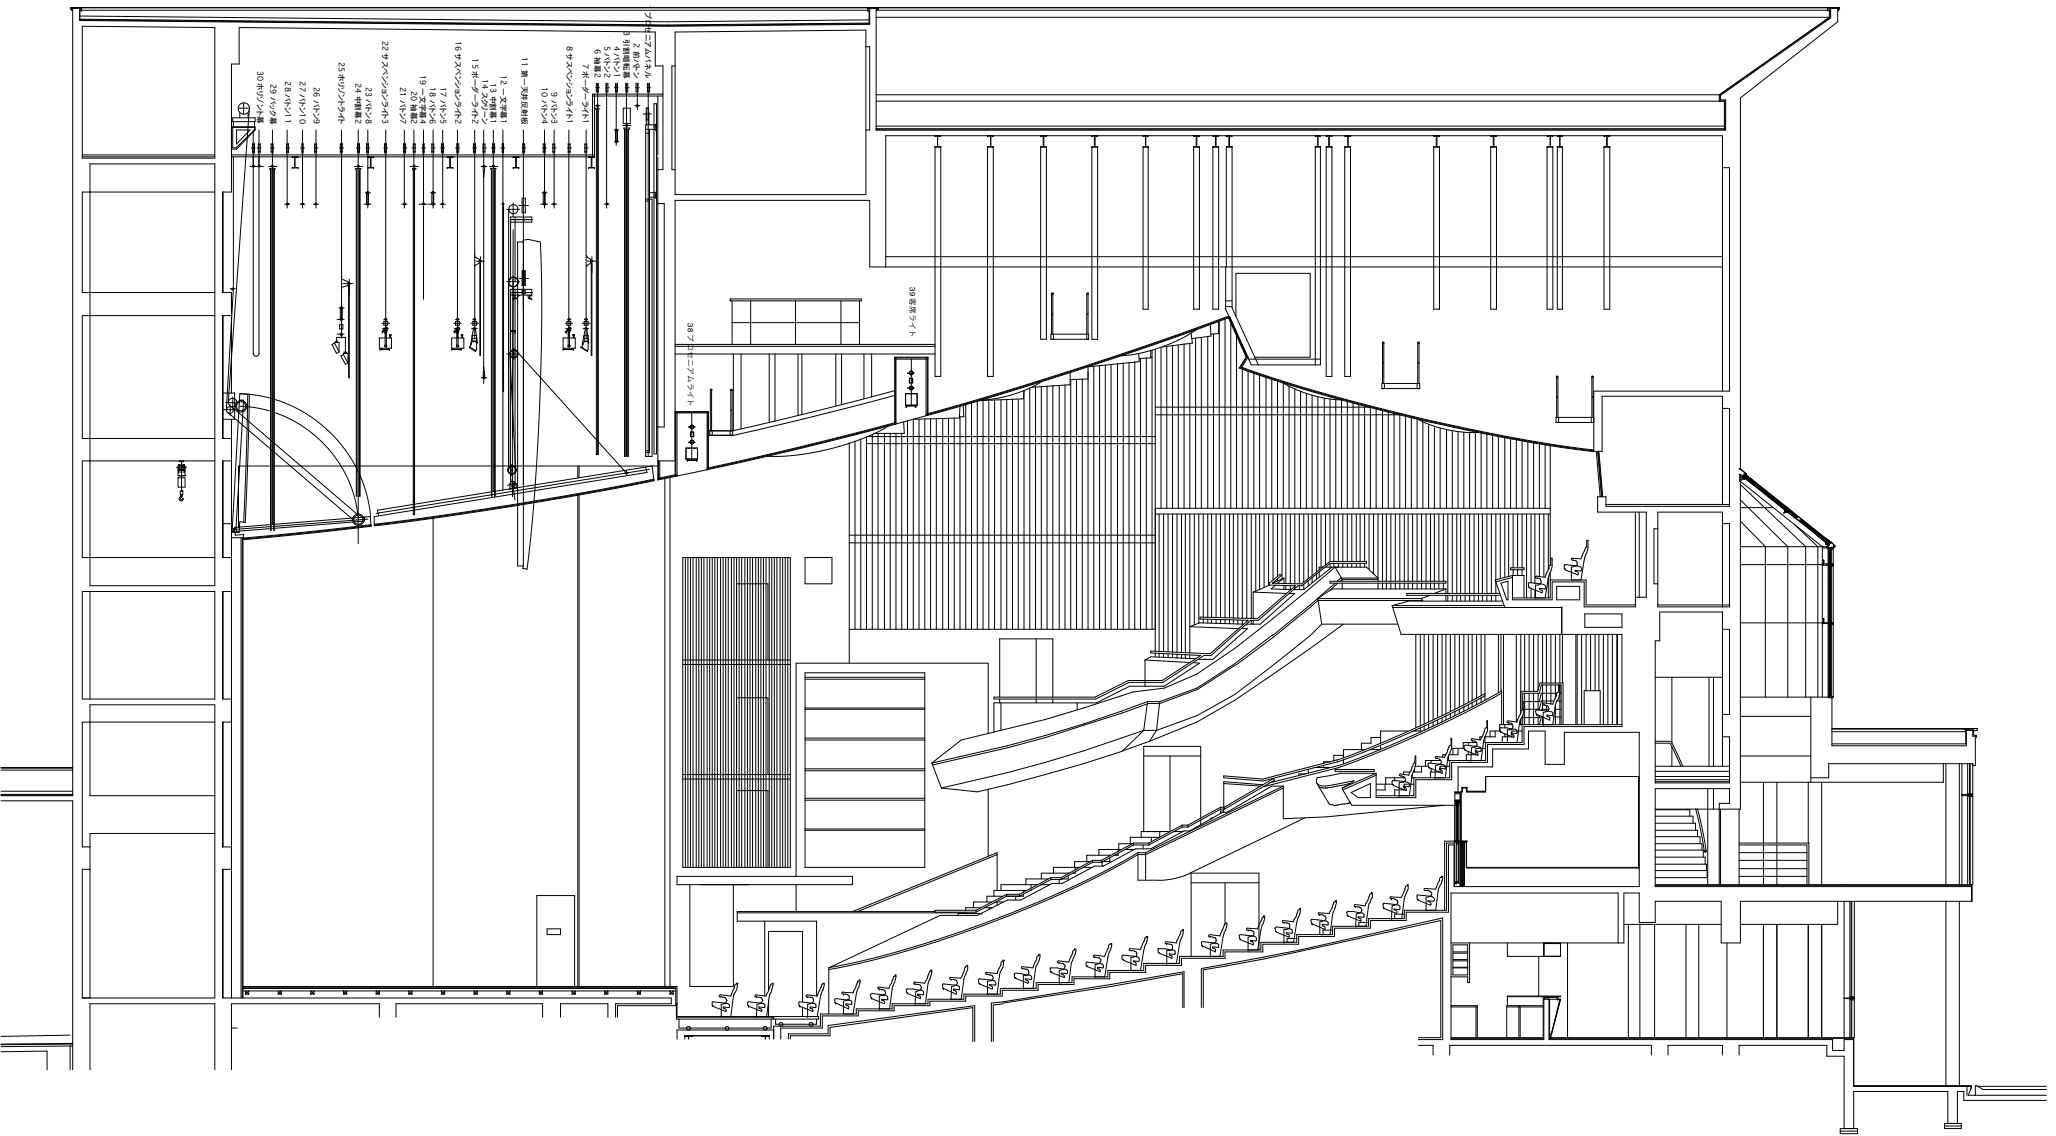 プロセニアムパネル
2 前バトン
3 引割暗転幕
4 バトン1
5 バトン2
6 袖幕2
7 ボーダーライト1
8 サスペンションライト1
9 バトン3
10 バトン4
11 第一天井反射板
12 一文字幕1
13 中割幕1
14 スクリーン
15 ボーダーライト2
16 サスペンションライト2
17 バトン5
18 バトン6
19 一文字幕4
20 袖幕2
21 バトン7
22 サスペンションライト3
23 バトン8
24 中割幕2
25 ホリゾントライト
26 バトン9
27 バトン10
28 バトン11
29 バック幕
30 ホリゾント幕
38 プロセニアムライト
39 客席ライト